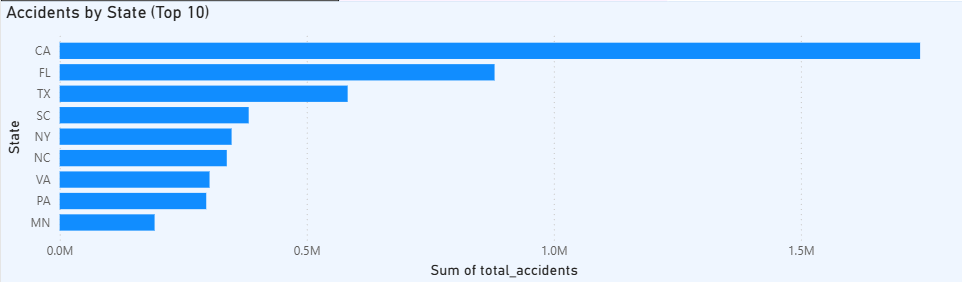 Accidents by State (Top 10)
State
CA
FL
TX
SC
NY
NC
VA
PA
MN
0.0M 0.5M 1.0M 1.5M
Sum of total_accidents